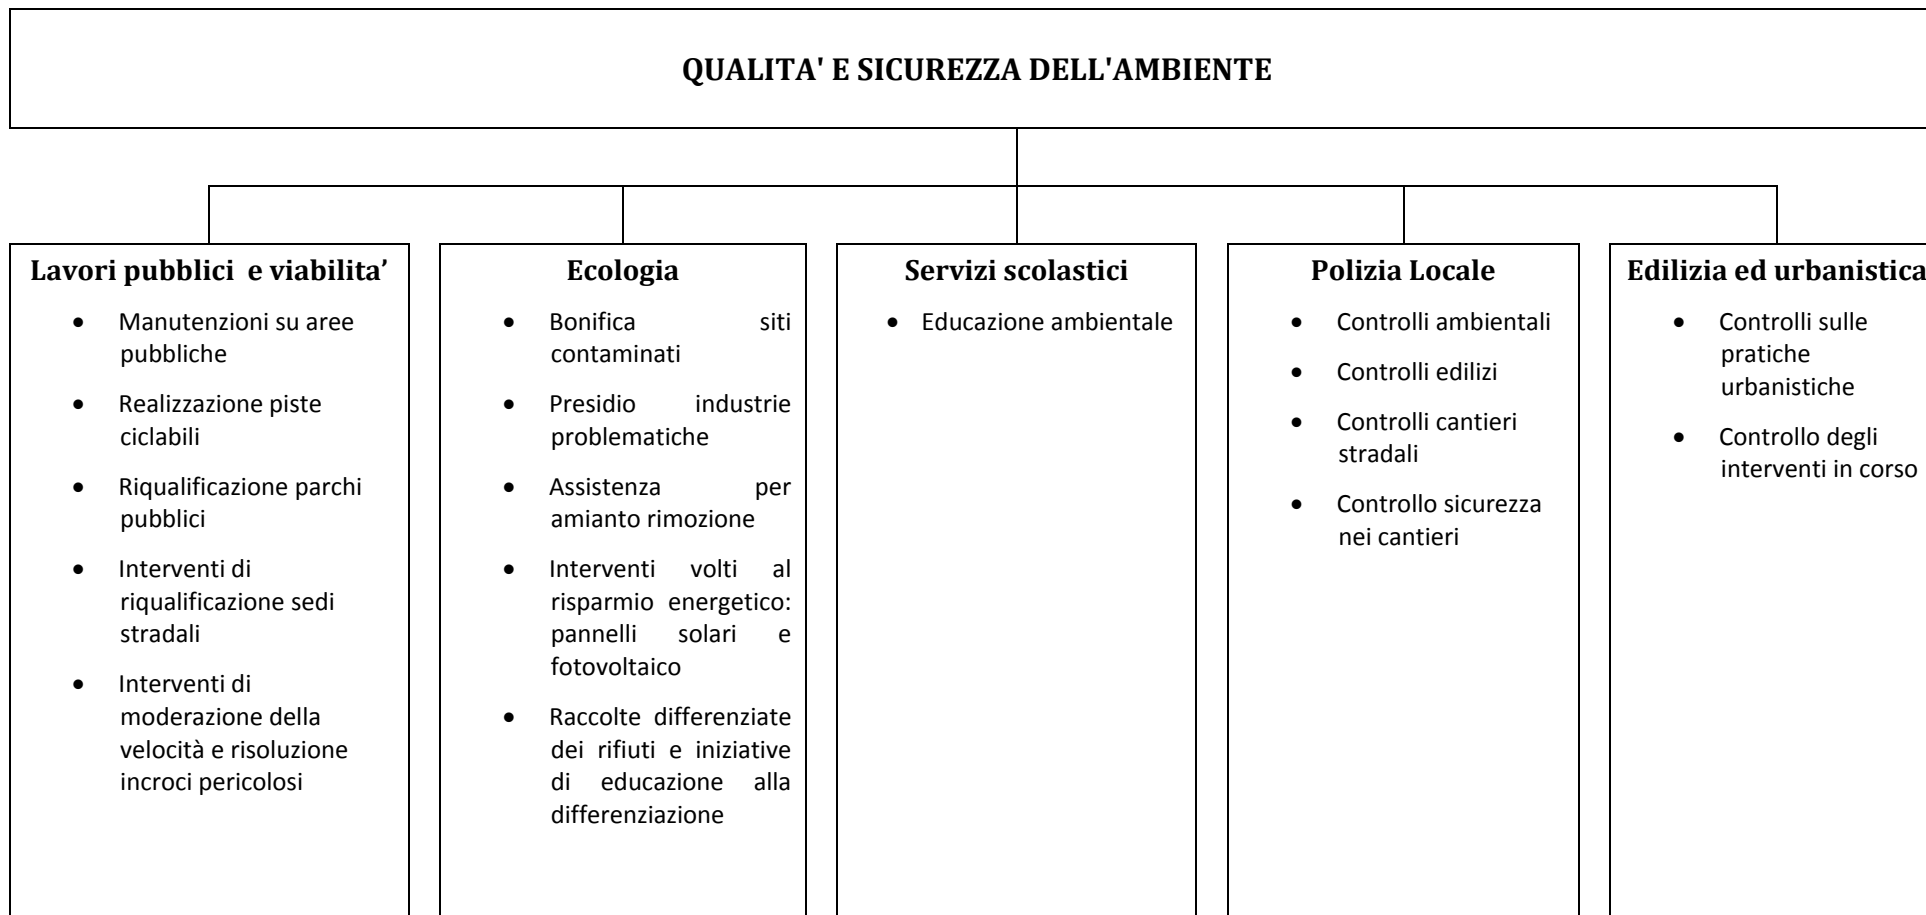 QUALITA' E SICUREZZA DELL'AMBIENTE
Lavori pubblici e viabilita’
• Manutenzioni su aree
pubbliche
• Realizzazione piste
ciclabili
• Riqualificazione parchi
pubblici
• Interventi di
riqualificazione sedi
stradali
• Interventi di
moderazione della
velocità e risoluzione
incroci pericolosi
Ecologia
• Bonifica siti
contaminati
• Presidio industrie
problematiche
• Assistenza per
amianto rimozione
• Interventi volti al
risparmio energetico:
pannelli solari e
fotovoltaico
• Raccolte differenziate
dei rifiuti e iniziative
di educazione alla
differenziazione
Servizi scolastici
• Educazione ambientale
Polizia Locale
• Controlli ambientali
• Controlli edilizi
• Controlli cantieri
stradali
• Controllo sicurezza
nei cantieri
Edilizia ed urbanistica
• Controlli sulle
pratiche
urbanistiche
• Controllo degli
interventi in corso